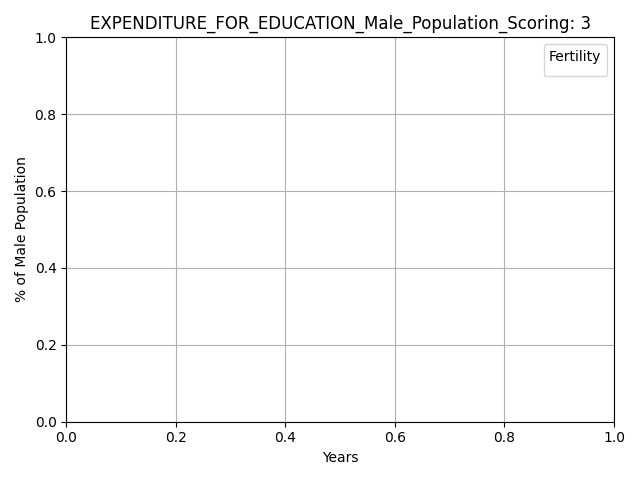 EXPENDITURE_FOR_EDUCATION_Male_Population_Scoring: 3
Fertility
% of Male Population
1.0
0.8
0.6
0.4
0.2
0.0
0.0 0.2 0.4 0.6 0.8 1.0
Years